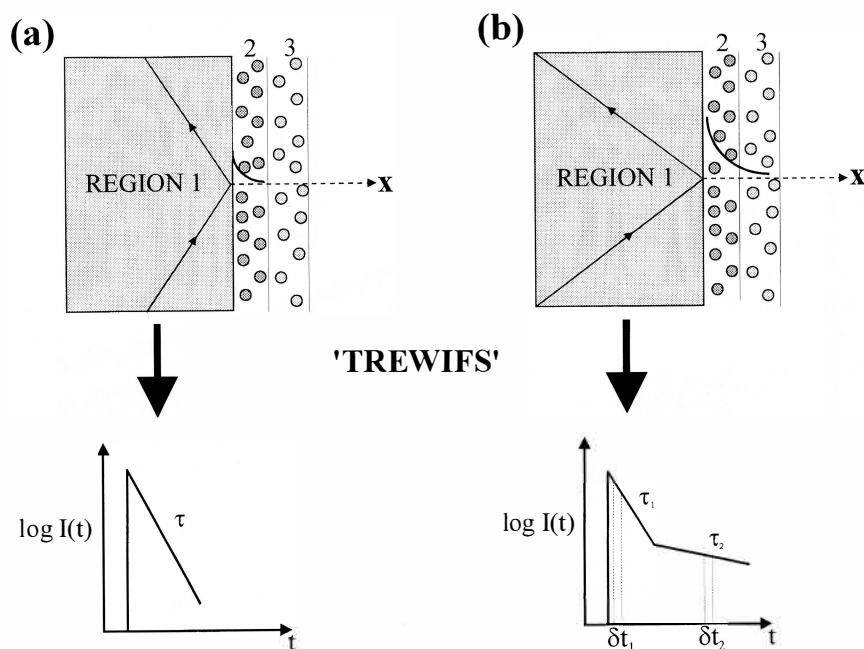 (a)
2 3
REGION 1
x
(b)
2 3
REGION 1
x
'TREWIFS'
log I(t)
τ
t
log I(t)
τ₁
τ₂
δt₁
δt₂
t